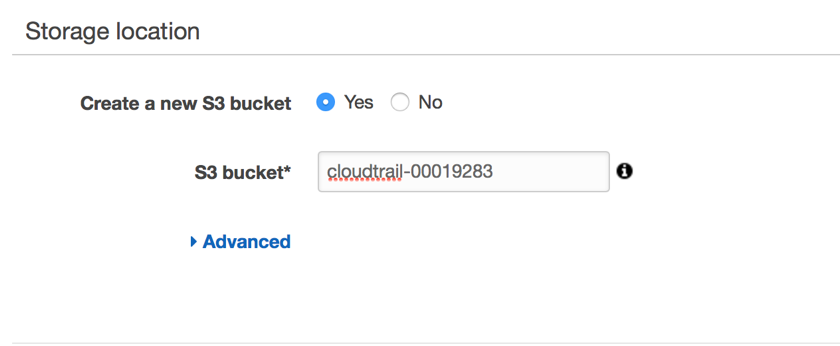 Storage location
Create a new S3 bucket Yes No
S3 bucket* cloudtrail-00019283
Advanced